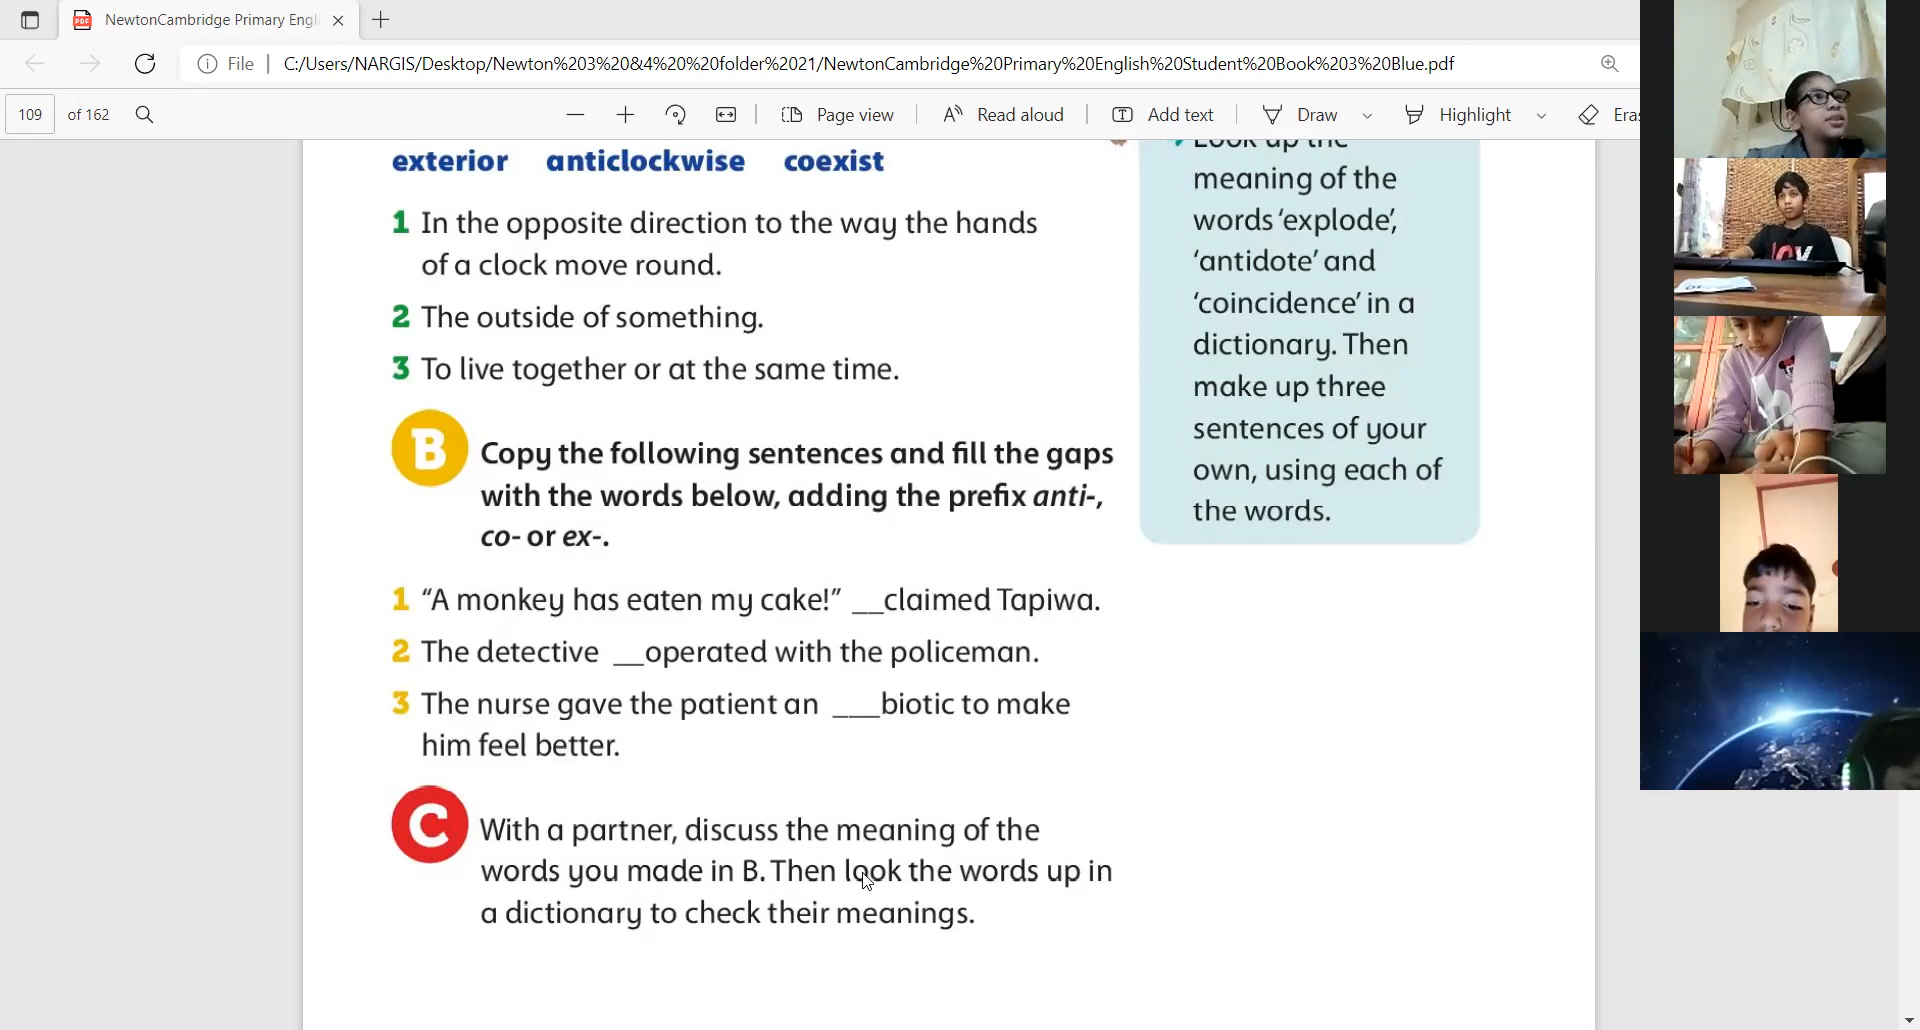 NewtonCambridge Primary Engl
File
C:/Users/NARGIS/Desktop/Newton%203%20&4%20%20folder%2021/NewtonCambridge%20Primary%20English%20Student%20Book%203%20Blue.pdf
109 of 162
Page view
Read aloud
Add text
Draw
Highlight
Eras
exterior anticlockwise coexist
1 In the opposite direction to the way the hands
of a clock move round.
2 The outside of something.
3 To live together or at the same time.
B
Copy the following sentences and fill the gaps
with the words below, adding the prefix anti-,
co- or ex-.
1 “A monkey has eaten my cake!” __claimed Tapiwa.
2 The detective __operated with the policeman.
3 The nurse gave the patient an ___biotic to make
him feel better.
C
With a partner, discuss the meaning of the
words you made in B. Then look the words up in
a dictionary to check their meanings.
Look up the
meaning of the
words ‘explode’,
‘antidote’ and
‘coincidence’ in a
dictionary. Then
make up three
sentences of your
own, using each of
the words.